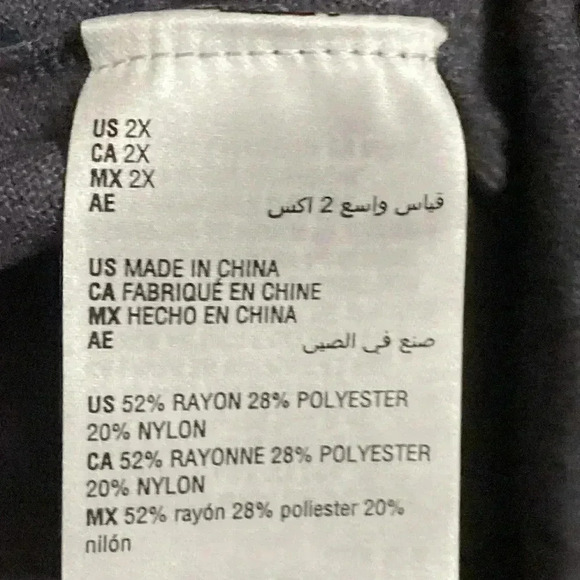 US 2X
CA 2X
MX 2X
AE قياس واسع 2 اكس
US MADE IN CHINA
CA FABRIQUÉ EN CHINE
MX HECHO EN CHINA
AE صنع في الصين
US 52% RAYON 28% POLYESTER
20% NYLON
CA 52% RAYONNE 28% POLYESTER
20% NYLON
MX 52% rayón 28% poliester 20%
nilón